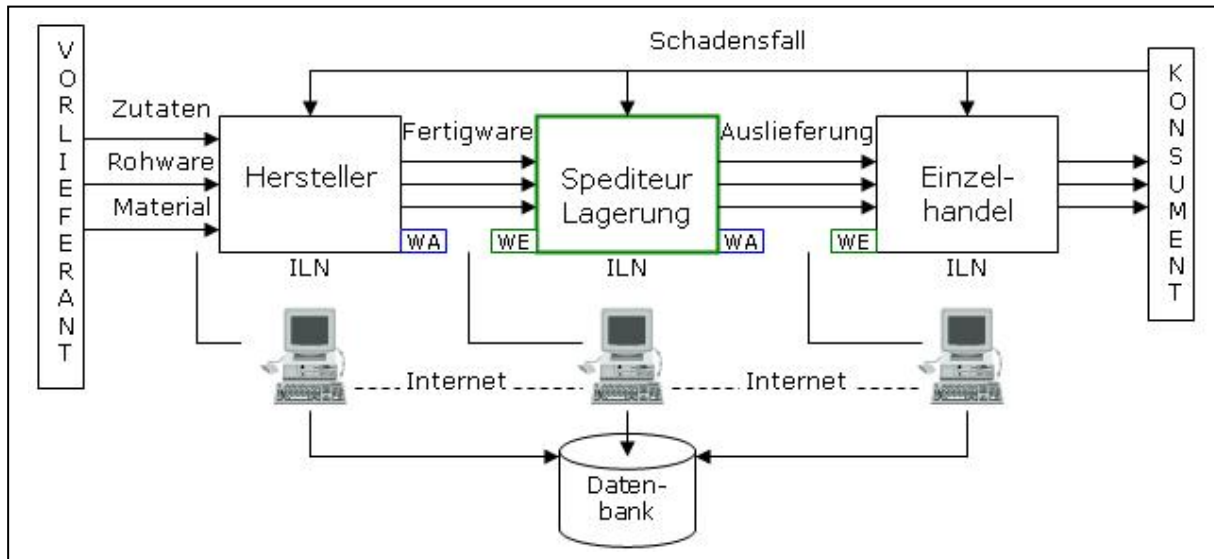 VORLIEFERANT
Schadensfall
KONSUMENT
Zutaten
Rohware
Material
Hersteller
Fertigware
Spediteur
Lagerung
Auslieferung
Einzel-
handel
WA
WE
WA
WE
ILN
ILN
ILN
Internet
Internet
Daten-
bank